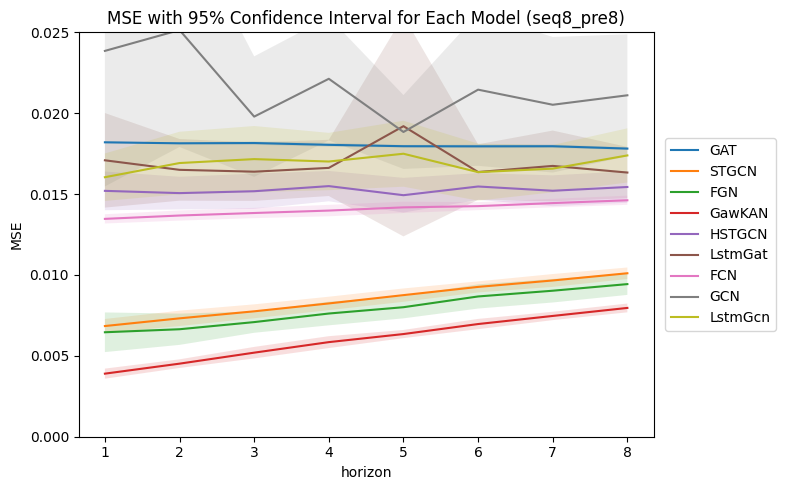 MSE with 95% Confidence Interval for Each Model (seq8_pre8)
0.025
0.020
0.015
0.010
0.005
0.000
MSE
1 2 3 4 5 6 7 8
horizon
GAT
STGCN
FGN
GawKAN
HSTGCN
LstmGat
FCN
GCN
LstmGcn